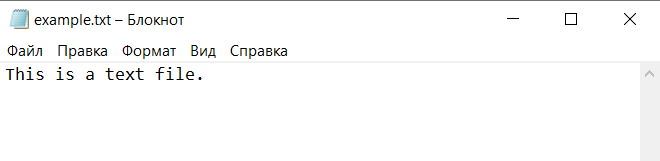 example.txt – Блокнот
Файл Правка Формат Вид Справка
This is a text file.